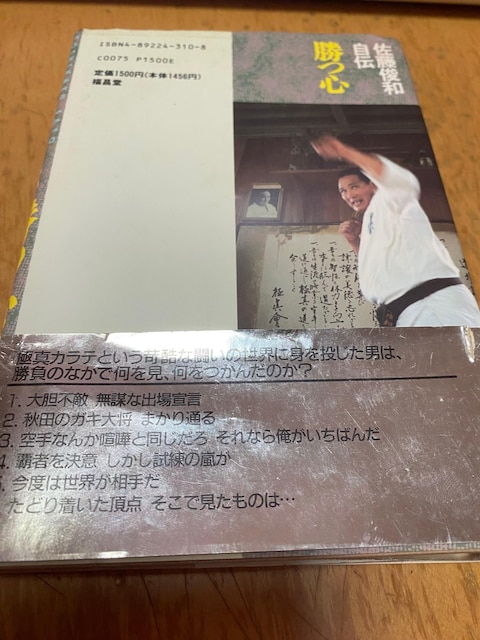 ISBN4-89224-310-8
C0075 P1500E
定価1500円(本体1456円)
福昌堂
佐藤俊和
自伝
勝つ心
極真カラテという苛酷な闘いの世界に身を投じた男は、
勝負のなかで何を見、何をつかんだのか?
1. 大胆不敵 無謀な出場宣言
2. 秋田のガキ大将 まかり通る
3. 空手なんか喧嘩と同じだろ それなら俺がいちばんだ
4. 覇者を決意 しかし試練の嵐が
5. 今度は世界が相手だ
たどり着いた頂点 そこで見たものは…
極真会